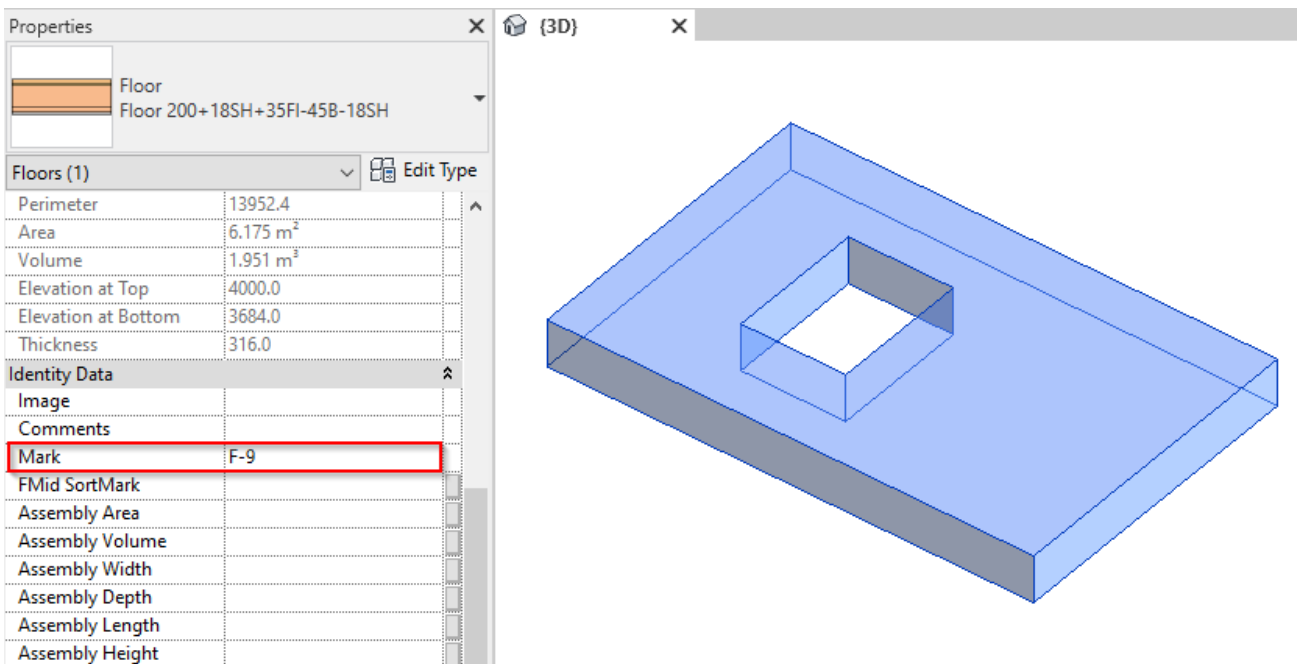 Properties
{3D}
Floor
Floor 200+18SH+35FI-45B-18SH
Floors (1)
Edit Type
Perimeter 13952.4
Area 6.175 m²
Volume 1.951 m³
Elevation at Top 4000.0
Elevation at Bottom 3684.0
Thickness 316.0
Identity Data
Image
Comments
Mark F-9
FMid SortMark
Assembly Area
Assembly Volume
Assembly Width
Assembly Depth
Assembly Length
Assembly Height